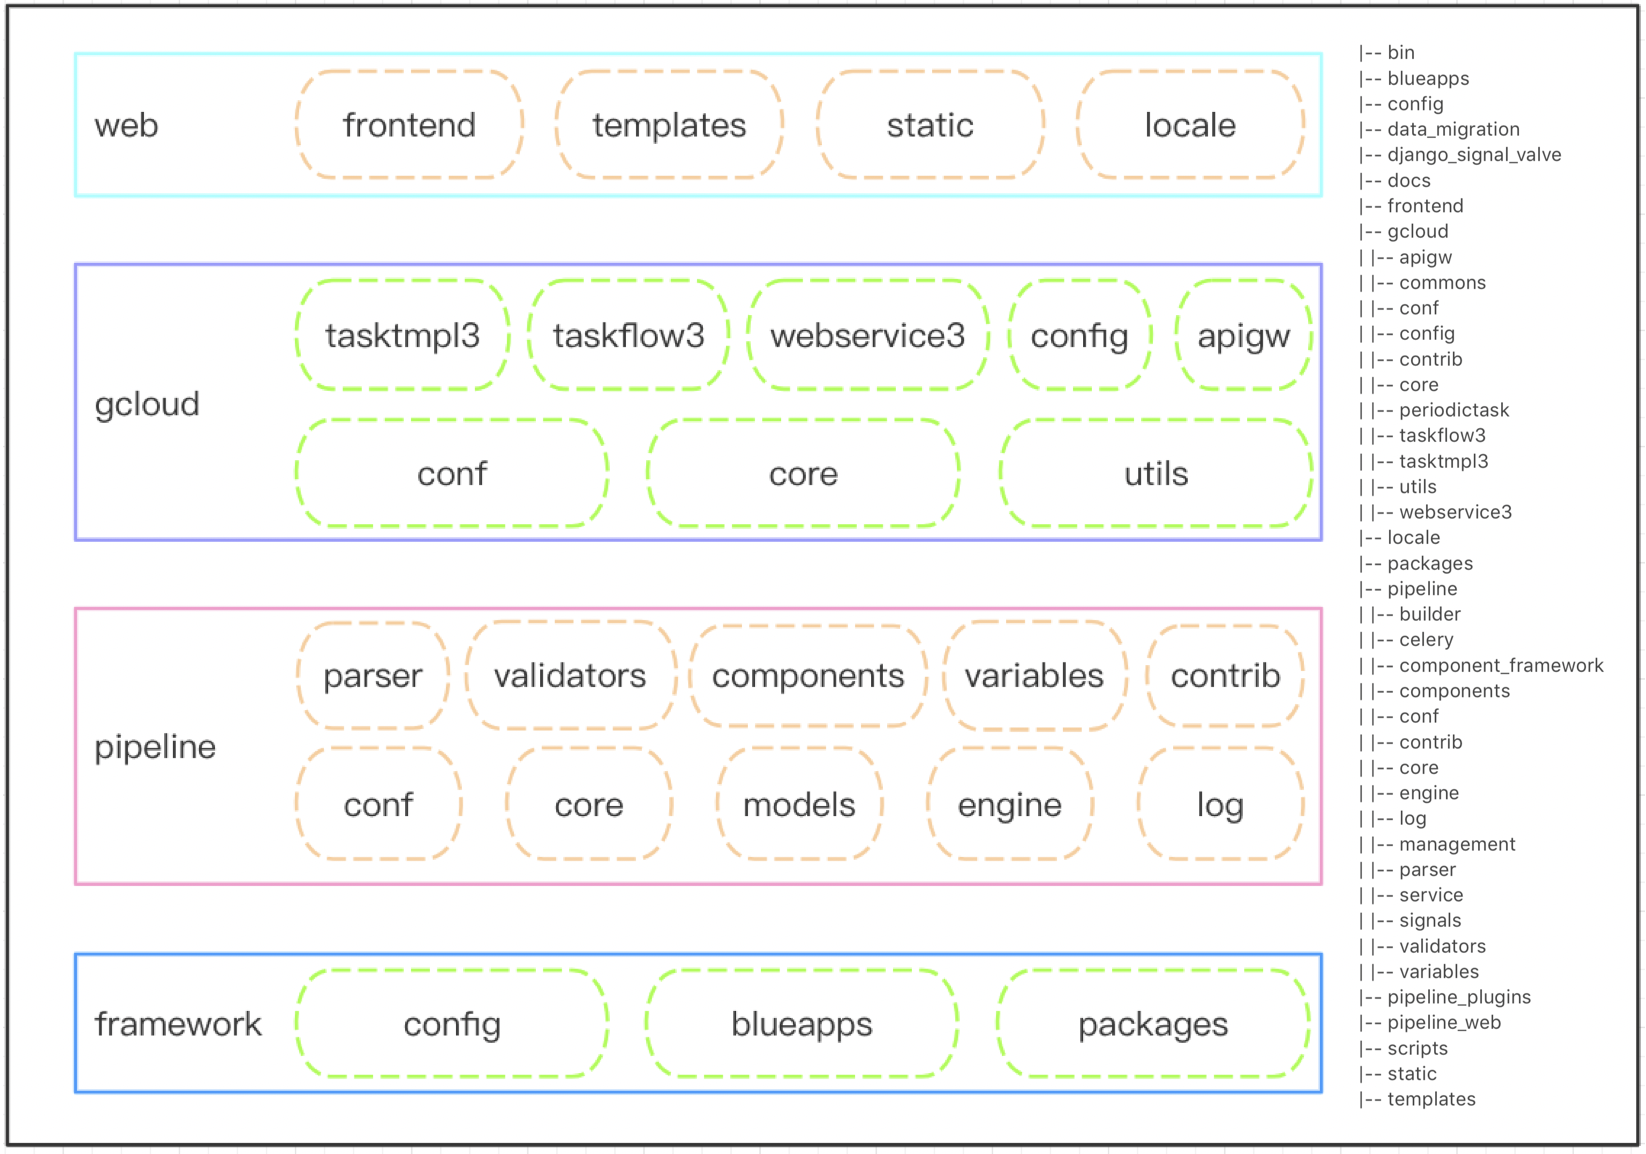 web
frontend
templates
static
locale
gcloud
tasktmpl3
taskflow3
webservice3
config
apigw
conf
core
utils
pipeline
parser
validators
components
variables
contrib
conf
core
models
engine
log
framework
config
blueapps
packages
|-- bin
|-- blueapps
|-- config
|-- data_migration
|-- django_signal_valve
|-- docs
|-- frontend
|-- gcloud
| |-- apigw
| |-- commons
| |-- conf
| |-- config
| |-- contrib
| |-- core
| |-- periodictask
| |-- taskflow3
| |-- tasktmpl3
| |-- utils
| |-- webservice3
|-- locale
|-- packages
|-- pipeline
| |-- builder
| |-- celery
| |-- component_framework
| |-- components
| |-- conf
| |-- contrib
| |-- core
| |-- engine
| |-- log
| |-- management
| |-- parser
| |-- service
| |-- signals
| |-- validators
| |-- variables
|-- pipeline_plugins
|-- pipeline_web
|-- scripts
|-- static
|-- templates